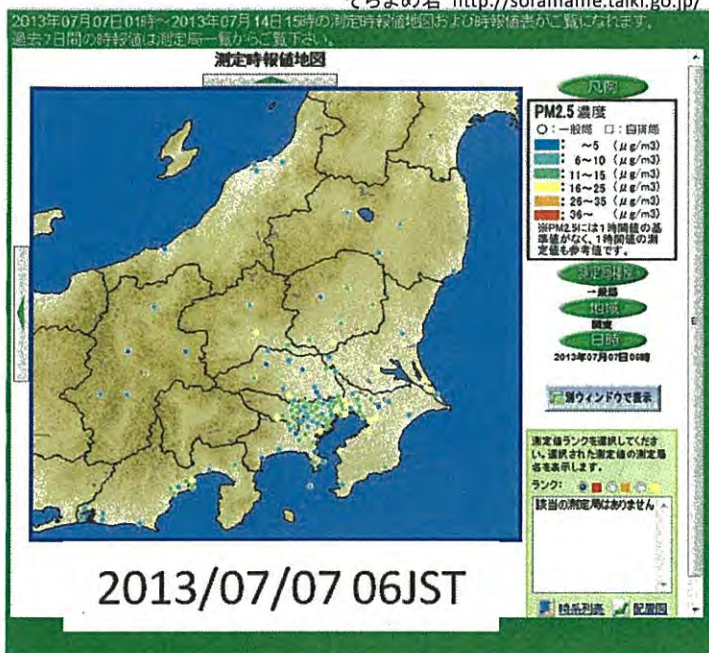 そらまめ君 http://soramame.taiki.go.jp/
2013年07月07日01時～2013年07月14日15時の測定時報値地図および時報値表がご覧になれます。
過去7日間の時報値は測定局一覧からご覧下さい。
測定時報値地図
凡例
PM2.5濃度
○：一般局 □：自排局
：～5 （μg/m3）
：6～10 （μg/m3）
：11～15 （μg/m3）
：16～25 （μg/m3）
：26～35 （μg/m3）
：36～ （μg/m3）
※PM2.5には1時間値の基
準値がなく、1時間値の測
定値も参考値です。
測定局種別
一般局
地域
関東
日時
2013年07月07日06時
別ウィンドウで表示
測定値ランクを選択してくださ
い。選択された測定値の測定局
名を表示します。
ランク：
該当の測定局はありません
時系列表 配置図
2013/07/07 06JST